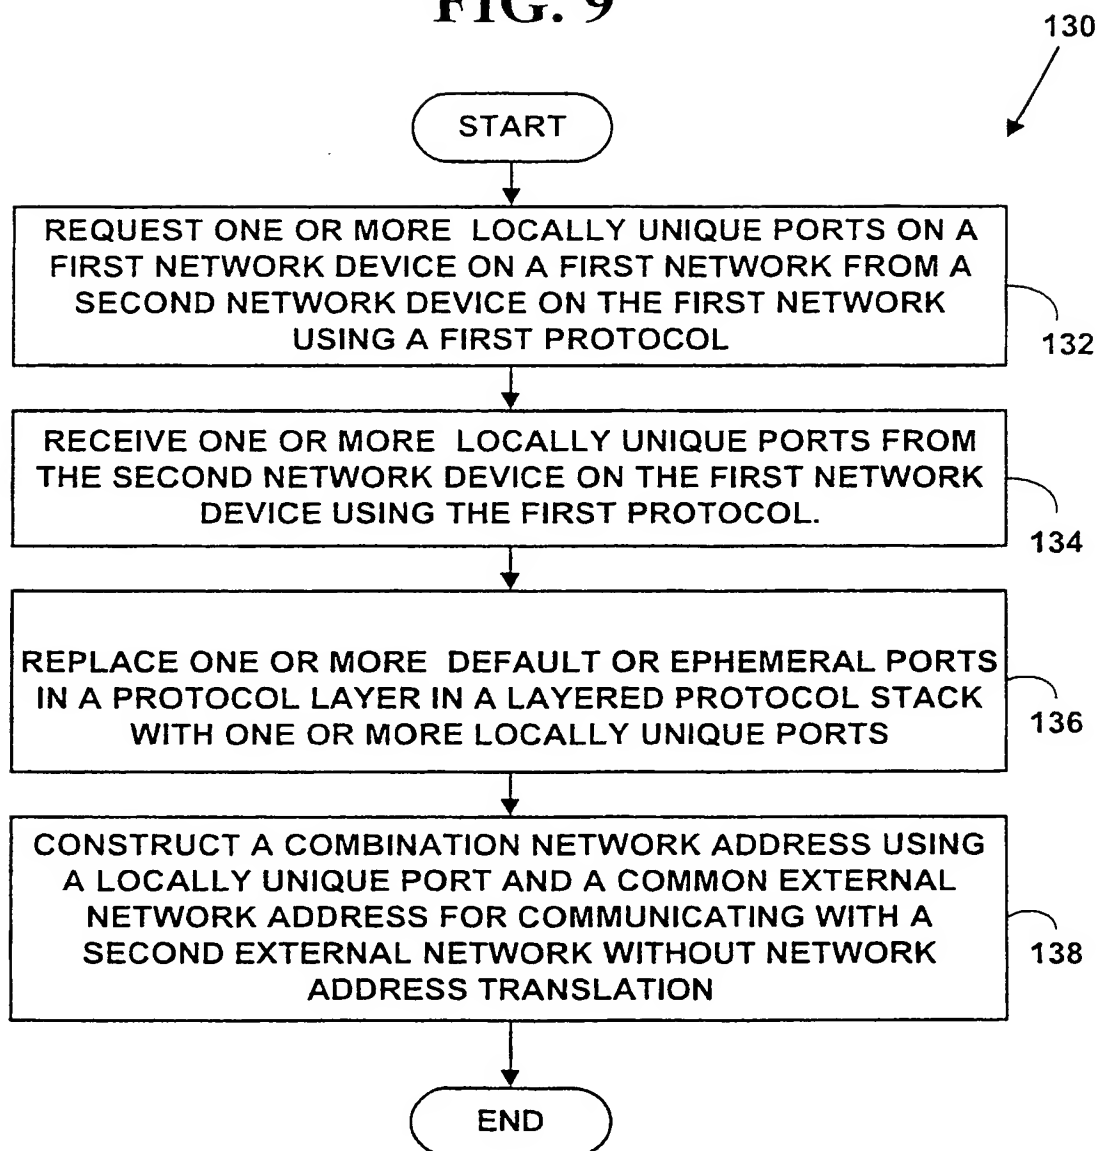 FIG. 9
130
START
REQUEST ONE OR MORE LOCALLY UNIQUE PORTS ON A
FIRST NETWORK DEVICE ON A FIRST NETWORK FROM A
SECOND NETWORK DEVICE ON THE FIRST NETWORK
USING A FIRST PROTOCOL
132
RECEIVE ONE OR MORE LOCALLY UNIQUE PORTS FROM
THE SECOND NETWORK DEVICE ON THE FIRST NETWORK
DEVICE USING THE FIRST PROTOCOL.
134
REPLACE ONE OR MORE DEFAULT OR EPHEMERAL PORTS
IN A PROTOCOL LAYER IN A LAYERED PROTOCOL STACK
WITH ONE OR MORE LOCALLY UNIQUE PORTS
136
CONSTRUCT A COMBINATION NETWORK ADDRESS USING
A LOCALLY UNIQUE PORT AND A COMMON EXTERNAL
NETWORK ADDRESS FOR COMMUNICATING WITH A
SECOND EXTERNAL NETWORK WITHOUT NETWORK
ADDRESS TRANSLATION
138
END